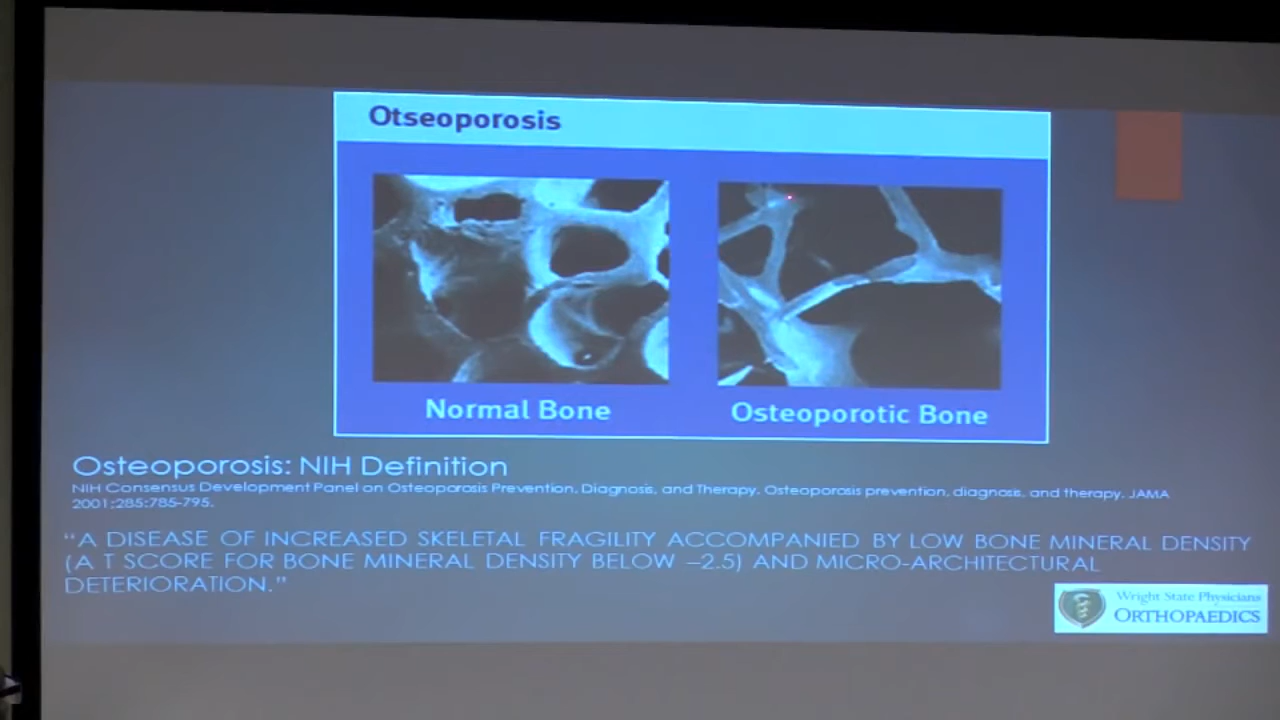 Otseoporosis
Normal Bone
Osteoporotic Bone
Osteoporosis: NIH Definition
NIH Consensus Development Panel on Osteoporosis Prevention, Diagnosis, and Therapy. Osteoporosis prevention, diagnosis, and therapy. JAMA
2001;285:785-795.
“A DISEASE OF INCREASED SKELETAL FRAGILITY ACCOMPANIED BY LOW BONE MINERAL DENSITY
(A T SCORE FOR BONE MINERAL DENSITY BELOW –2.5) AND MICRO-ARCHITECTURAL
DETERIORATION.”
Wright State Physicians
ORTHOPAEDICS